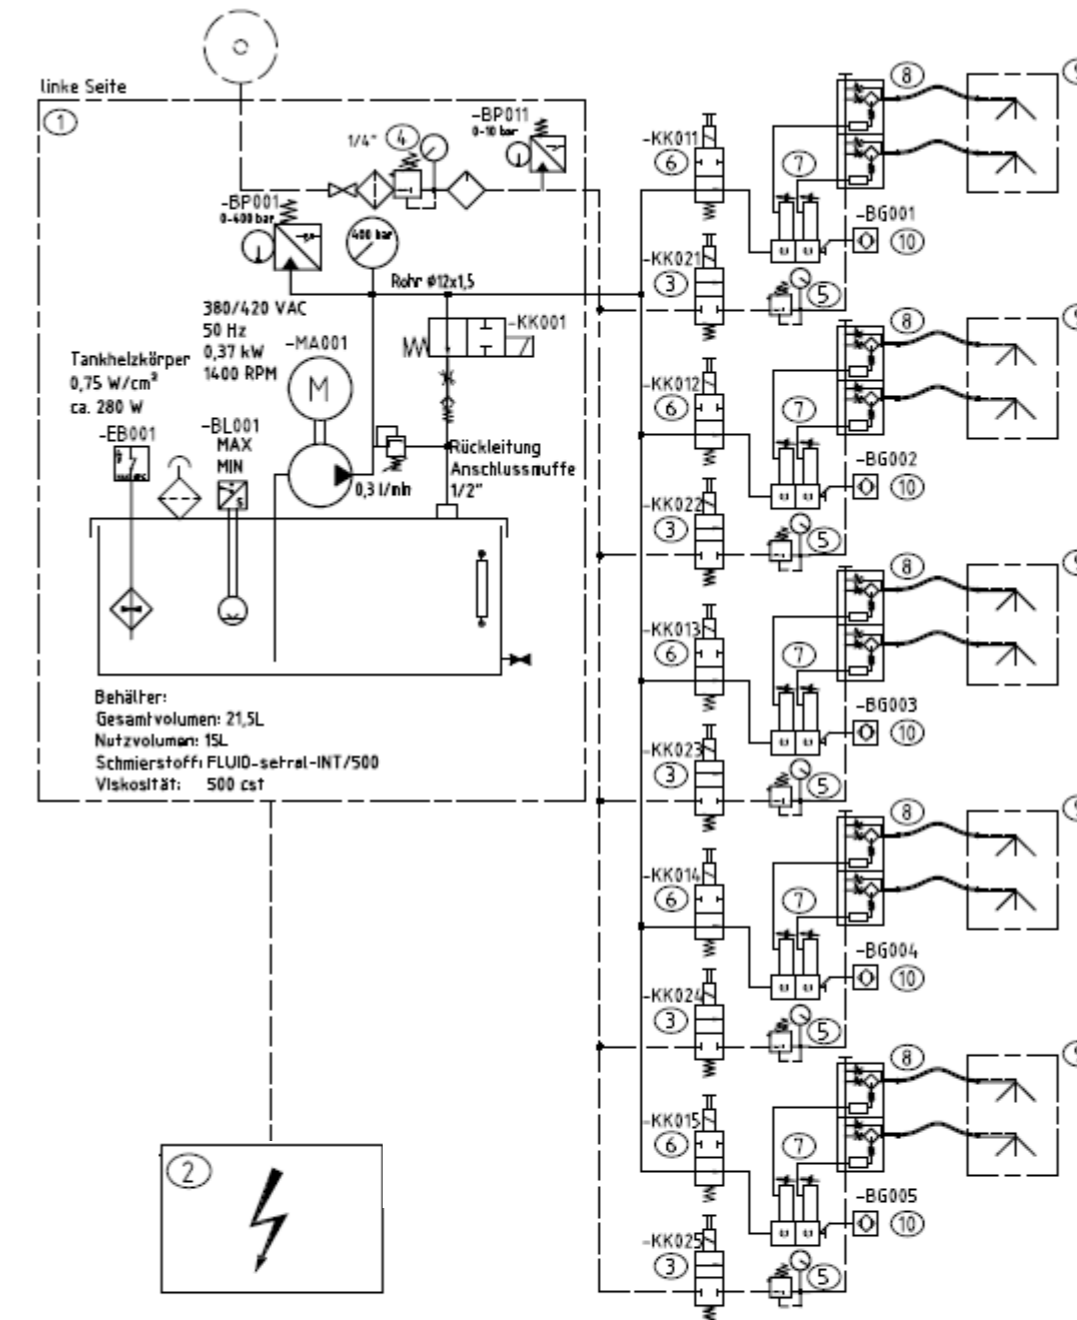 linke Seite
1
1/4"
4
-BP011
0-10 bar
-BP001
0-400 bar
400 bar
Rohr ø12x1,5
380/420 VAC
50 Hz
0,37 kW
1400 RPM
-MA001
M
-KK001
Tankheizkörper
0,75 W/cm²
ca. 280 W
-EB001
-BL001
MAX
MIN
S
0,3 l/min
Rückleitung
Anschlussmuffe
1/2"
Behälter:
Gesamtvolumen: 21,5L
Nutzvolumen: 15L
Schmierstoff: FLUID-setral-INT/500
Viskosität: 500 cst
2
-KK011
6
7
8
-BG001
10
-KK021
3
5
-KK012
6
7
8
-BG002
10
-KK022
3
5
-KK013
6
7
8
-BG003
10
-KK023
3
5
-KK014
6
7
8
-BG004
10
-KK024
3
5
-KK015
6
7
8
-BG005
10
-KK025
3
5